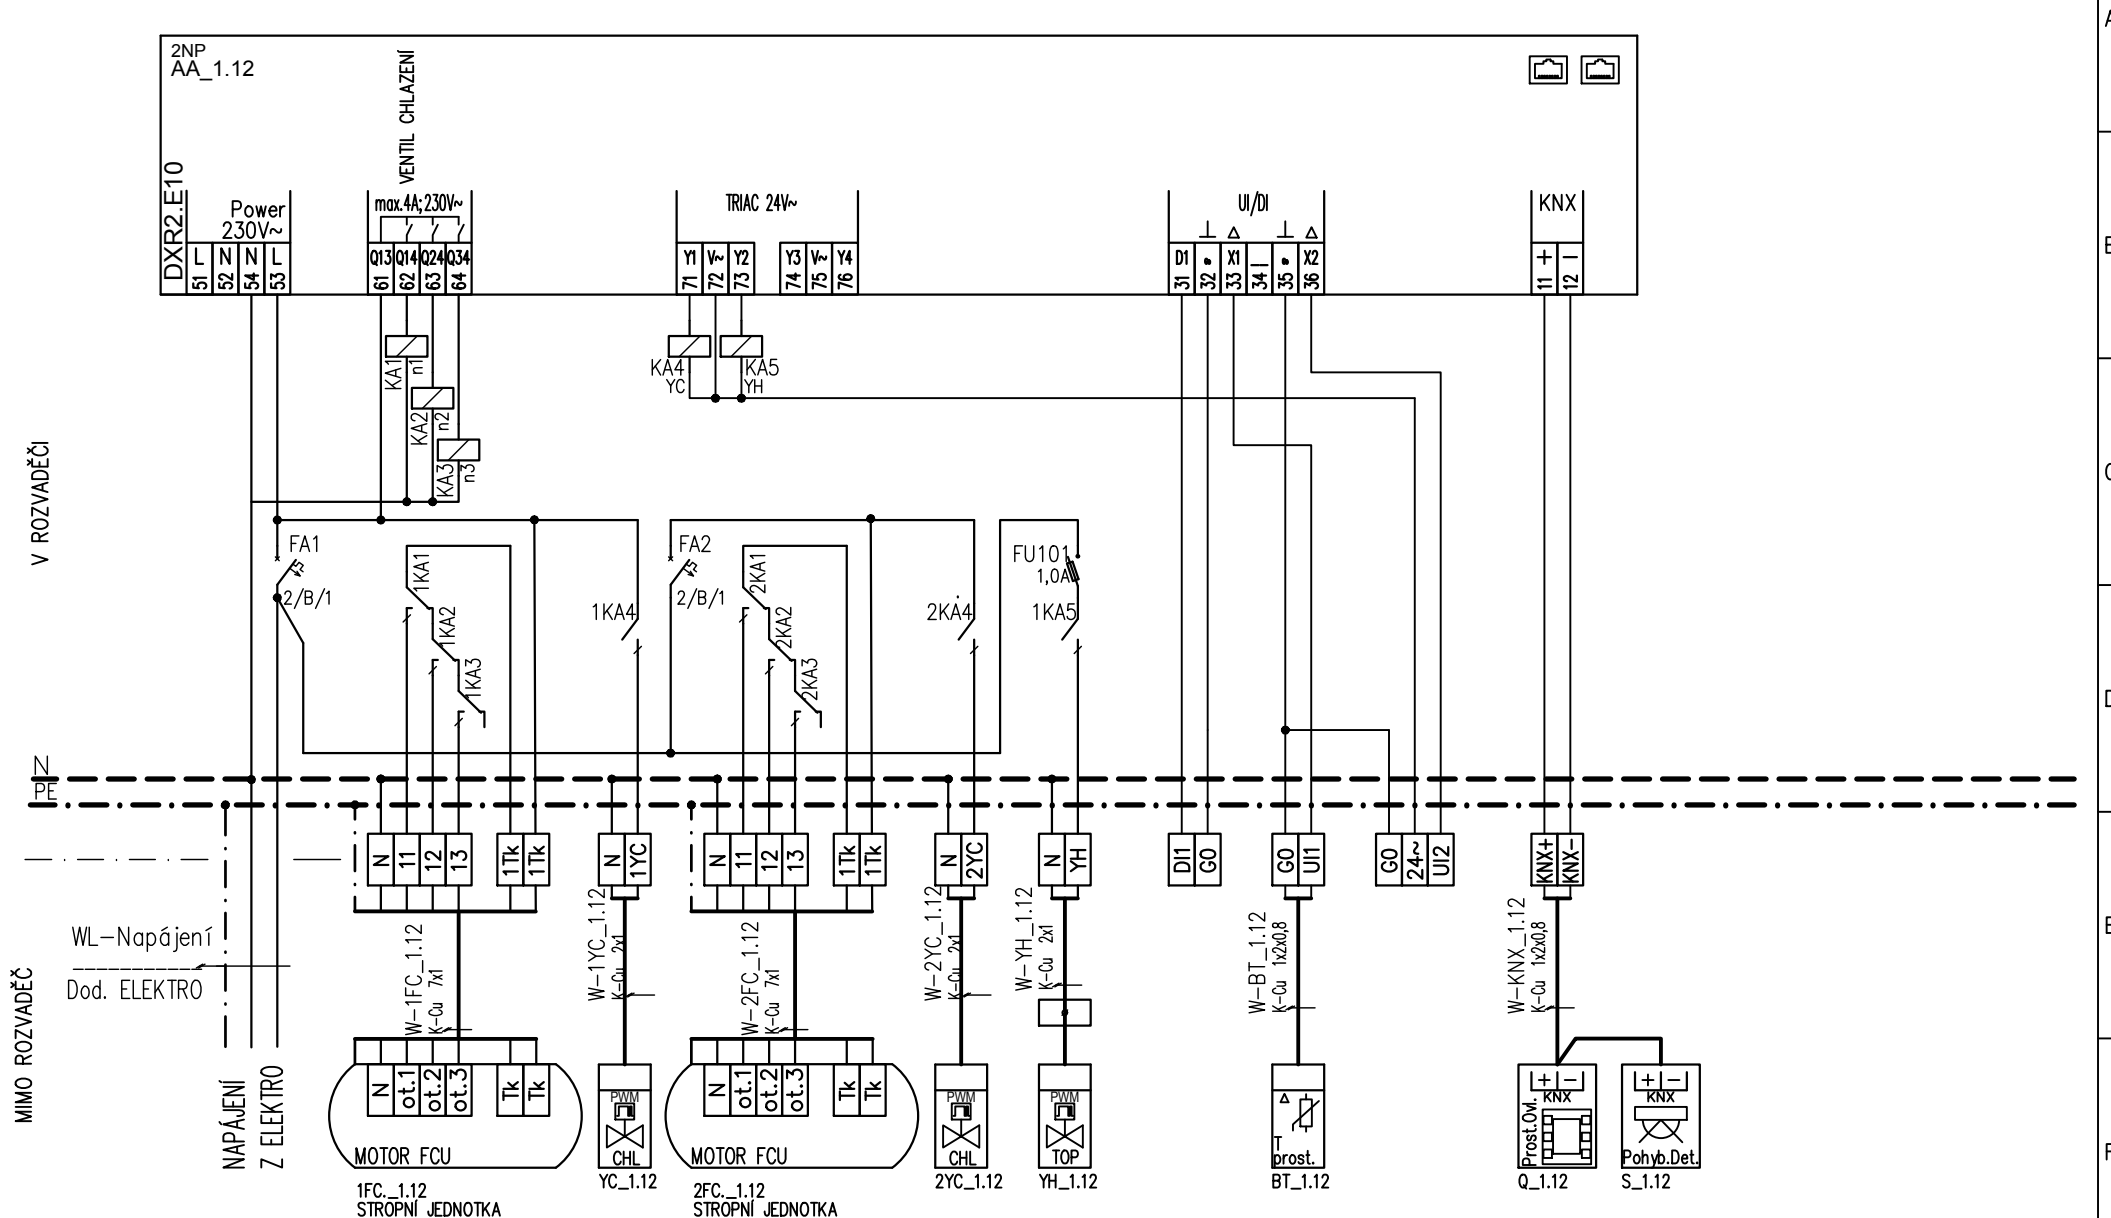 2NP
AA_1.12
DXR2.E10
VENTIL CHLAZENÍ
Power
230V~
max.4A;230V~
TRIAC 24V~
UI/DI
KNX
L N N L
51 52 54 53
Q13 Q14 Q24 Q34
61 62 63 64
Y1 V~ Y2 Y3 V~ Y4
71 72 73 74 75 76
D1 X1 X2
31 32 33 34 35 36
+ −
11 12
KA1
n1
KA2
n2
KA3
n3
KA4
YC
KA5
YH
V ROZVADĚČI
FA1
2/B/1
1KA1
1KA2
1KA3
1KA4
FA2
2/B/1
2KA1
2KA2
2KA3
2KA4
FU101
1,0A
1KA5
N
PE
N 11 12 13 1Tk 1Tk
N 1YC
N 11 12 13 1Tk 1Tk
N 2YC
N YH
DI1 G0
G0 UI1
G0 24~ UI2
KNX+ KNX-
WL-Napájení
Dod. ELEKTRO
MIMO ROZVADĚČ
NAPÁJENÍ
Z ELEKTRO
W-1FC_1.12
K-Cu 7x1
W-1YC_1.12
K-Cu 2x1
W-2FC_1.12
K-Cu 7x1
W-2YC_1.12
K-Cu 2x1
W-YH_1.12
K-Cu 2x1
W-BT_1.12
K-Cu 1x2x0,8
W-KNX_1.12
K-Cu 1x2x0,8
N ot.1 ot.2 ot.3 Tk Tk
MOTOR FCU
1FC._1.12
STROPNÍ JEDNOTKA
PWM
CHL
YC_1.12
N ot.1 ot.2 ot.3 Tk Tk
MOTOR FCU
2FC._1.12
STROPNÍ JEDNOTKA
PWM
CHL
2YC_1.12
PWM
TOP
YH_1.12
T
prost.
BT_1.12
+ −
KNX
Prost.Ovl.
Q_1.12
+ −
KNX
Pohyb.Det.
S_1.12